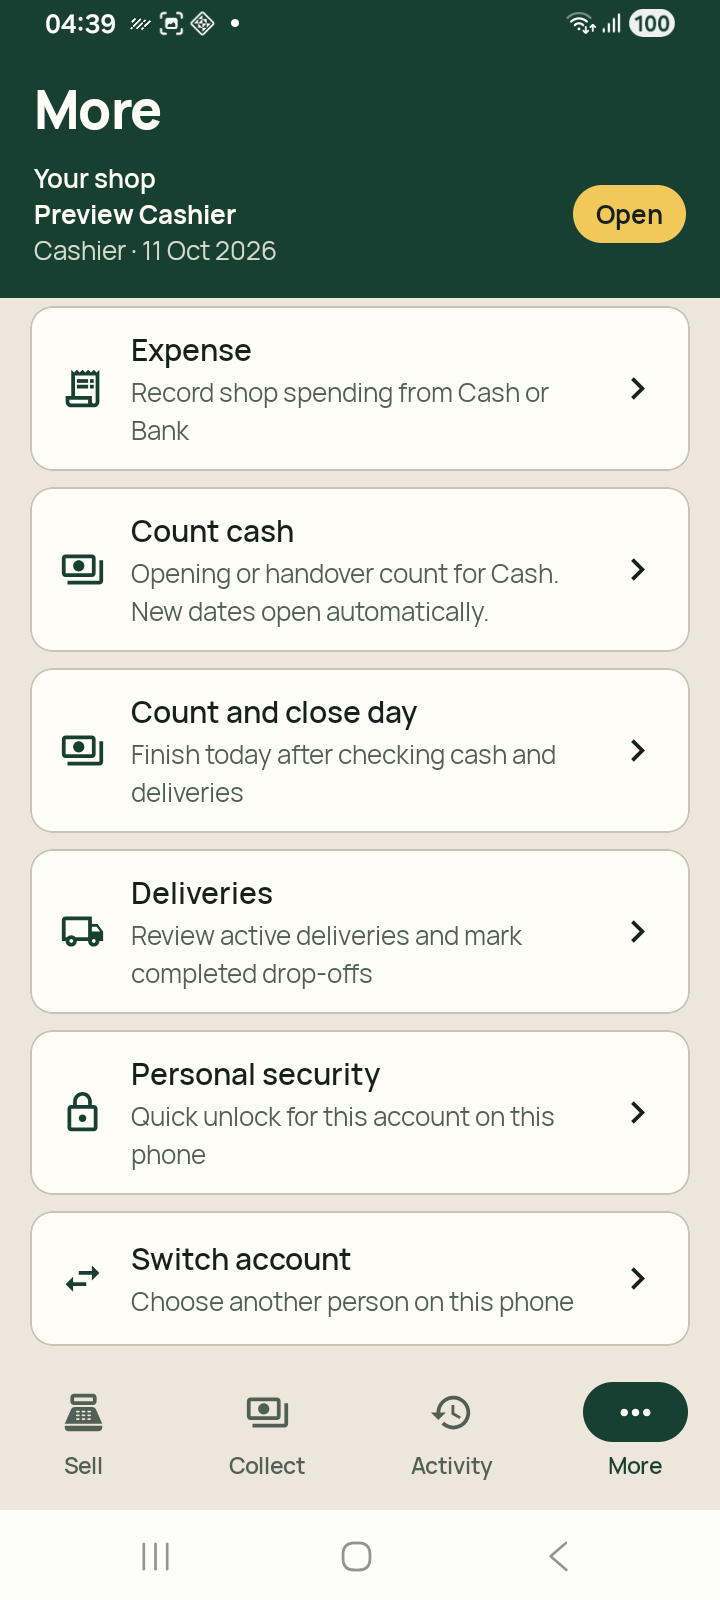 04:39
100
More
Your shop
Preview Cashier
Cashier · 11 Oct 2026
Open
Expense
Record shop spending from Cash or
Bank
Count cash
Opening or handover count for Cash.
New dates open automatically.
Count and close day
Finish today after checking cash and
deliveries
Deliveries
Review active deliveries and mark
completed drop-offs
Personal security
Quick unlock for this account on this
phone
Switch account
Choose another person on this phone
Sell
Collect
Activity
More